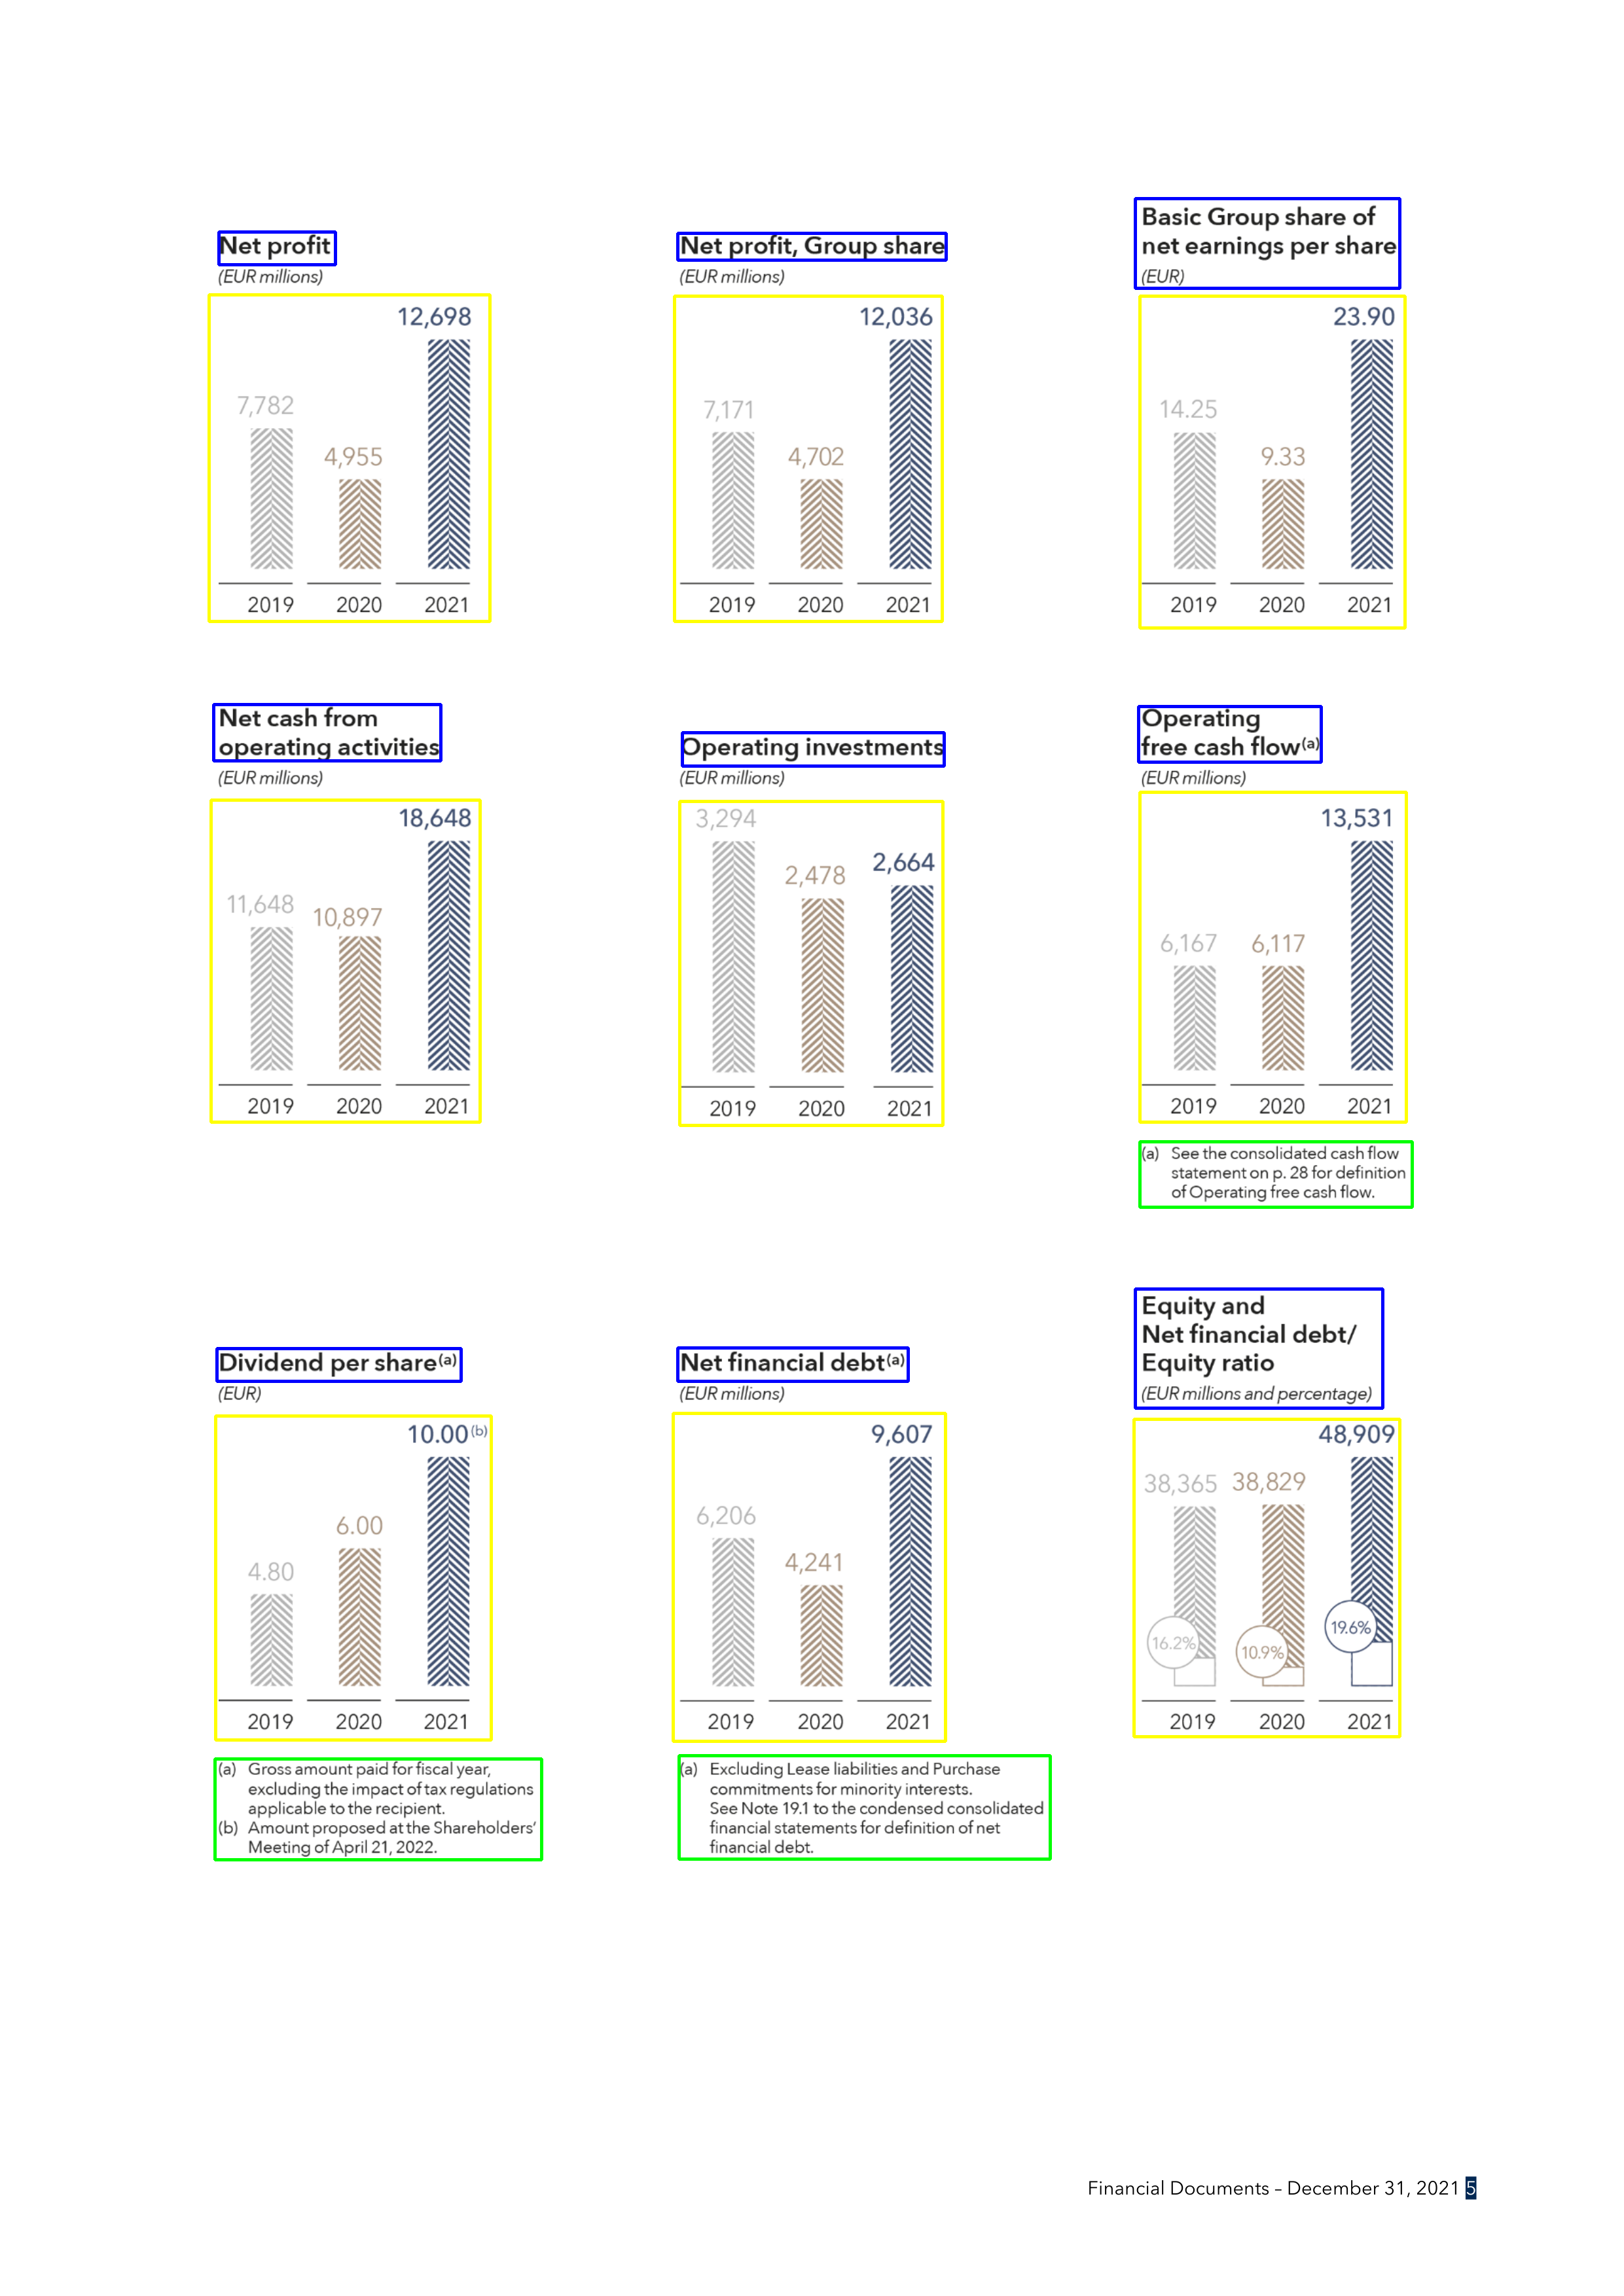 Net profit
(EUR millions)
12,698
7,782
4,955
2019 2020 2021
Net profit, Group share
(EUR millions)
12,036
7,171
4,702
2019 2020 2021
Basic Group share of
net earnings per share
(EUR)
23.90
14.25
9.33
2019 2020 2021
Net cash from
operating activities
(EUR millions)
18,648
11,648
10,897
2019 2020 2021
Operating investments
(EUR millions)
3,294
2,478
2,664
2019 2020 2021
Operating
free cash flow(a)
(EUR millions)
13,531
6,167
6,117
2019 2020 2021
(a) See the consolidated cash flow
statement on p. 28 for definition
of Operating free cash flow.
Dividend per share(a)
(EUR)
10.00(b)
6.00
4.80
2019 2020 2021
(a) Gross amount paid for fiscal year,
excluding the impact of tax regulations
applicable to the recipient.
(b) Amount proposed at the Shareholders’
Meeting of April 21, 2022.
Net financial debt(a)
(EUR millions)
9,607
6,206
4,241
2019 2020 2021
(a) Excluding Lease liabilities and Purchase
commitments for minority interests.
See Note 19.1 to the condensed consolidated
financial statements for definition of net
financial debt.
Equity and
Net financial debt/
Equity ratio
(EUR millions and percentage)
48,909
38,365 38,829
19.6%
16.2% 10.9%
2019 2020 2021
Financial Documents – December 31, 2021 5